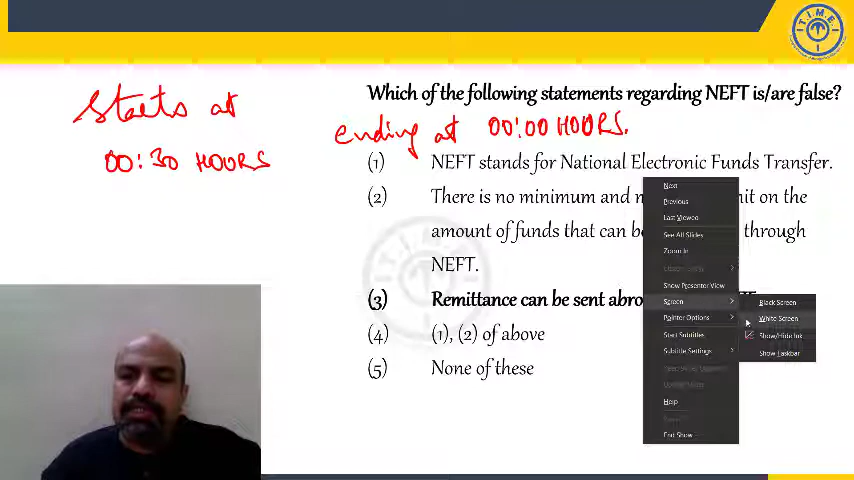 T.I.M.E.
Which of the following statements regarding NEFT is/are false?
Starts at
00:30 HOURS
ending at 00:00 HOURS.
(1) NEFT stands for National Electronic Funds Transfer.
(2) There is no minimum and on the
amount of funds that can be through
NEFT.
(3) Remittance can be sent
(4) (1), (2) of above
(5) None of these
Next
Previous
Last Viewed
See All Slides
Zoom In
Show Presenter View
Screen
Pointer Options
Start Subtitles
Subtitle Settings
Help
End Show
Black Screen
White Screen
Show/Hide Ink
Show Taskbar